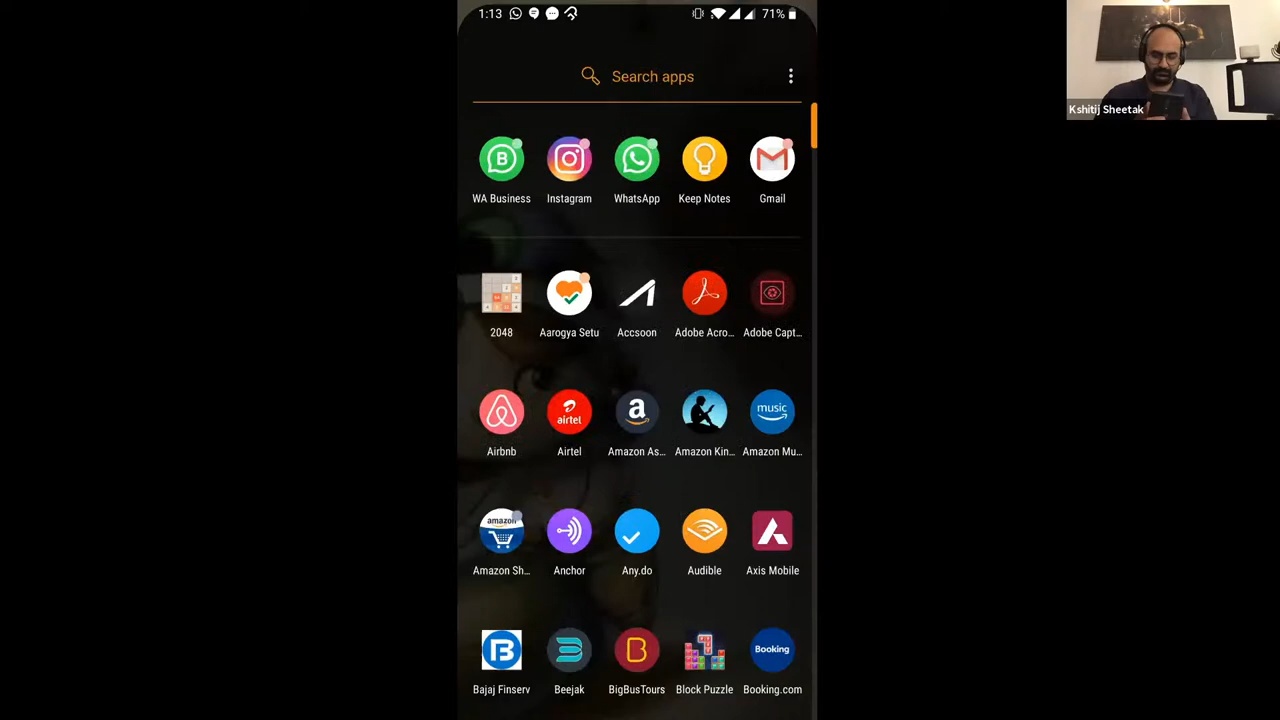 1:13
71%
Kshitij Sheetak
Search apps
WA Business
Instagram
WhatsApp
Keep Notes
Gmail
2048
Aarogya Setu
Accsoon
Adobe Acro...
Adobe Capt...
airtel
music
Airbnb
Airtel
Amazon As...
Amazon Kin...
Amazon Mu...
amazon
Amazon Sh...
Anchor
Any.do
Audible
Axis Mobile
Booking
Bajaj Finserv
Beejak
BigBusTours
Block Puzzle
Booking.com